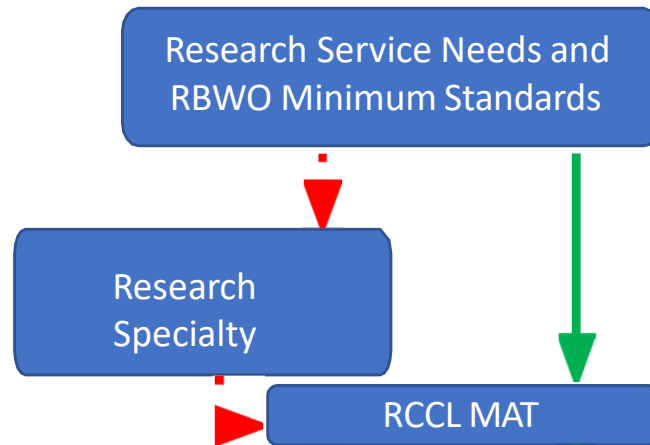 Research Service Needs and
RBWO Minimum Standards
Research
Specialty
RCCL MAT